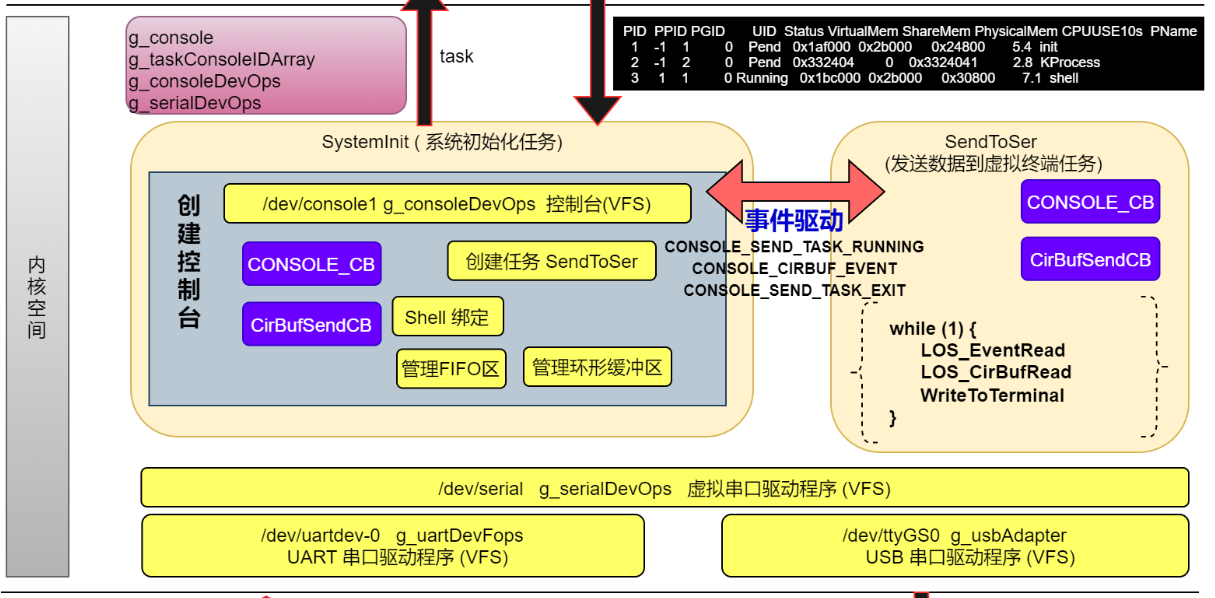 g_console
g_taskConsoleIDArray
g_consoleDevOps
g_serialDevOps
task
PID PPID PGID UID Status VirtualMem ShareMem PhysicalMem CPUUSE10s PName
1 -1 1 0 Pend 0x1af000 0x2b000 0x24800 5.4 init
2 -1 2 0 Pend 0x332404 0 0x3324041 2.8 KProcess
3 1 1 0 Running 0x1bc000 0x2b000 0x30800 7.1 shell
内核空间
SystemInit ( 系统初始化任务)
创建控制台
/dev/console1 g_consoleDevOps 控制台(VFS)
CONSOLE_CB
创建任务 SendToSer
CirBufSendCB
Shell 绑定
管理FIFO区
管理环形缓冲区
事件驱动
CONSOLE_SEND_TASK_RUNNING
CONSOLE_CIRBUF_EVENT
CONSOLE_SEND_TASK_EXIT
SendToSer
(发送数据到虚拟终端任务)
CONSOLE_CB
CirBufSendCB
while (1) {
LOS_EventRead
LOS_CirBufRead
WriteToTerminal
}
/dev/serial g_serialDevOps 虚拟串口驱动程序 (VFS)
/dev/uartdev-0 g_uartDevFops
UART 串口驱动程序 (VFS)
/dev/ttyGS0 g_usbAdapter
USB 串口驱动程序 (VFS)